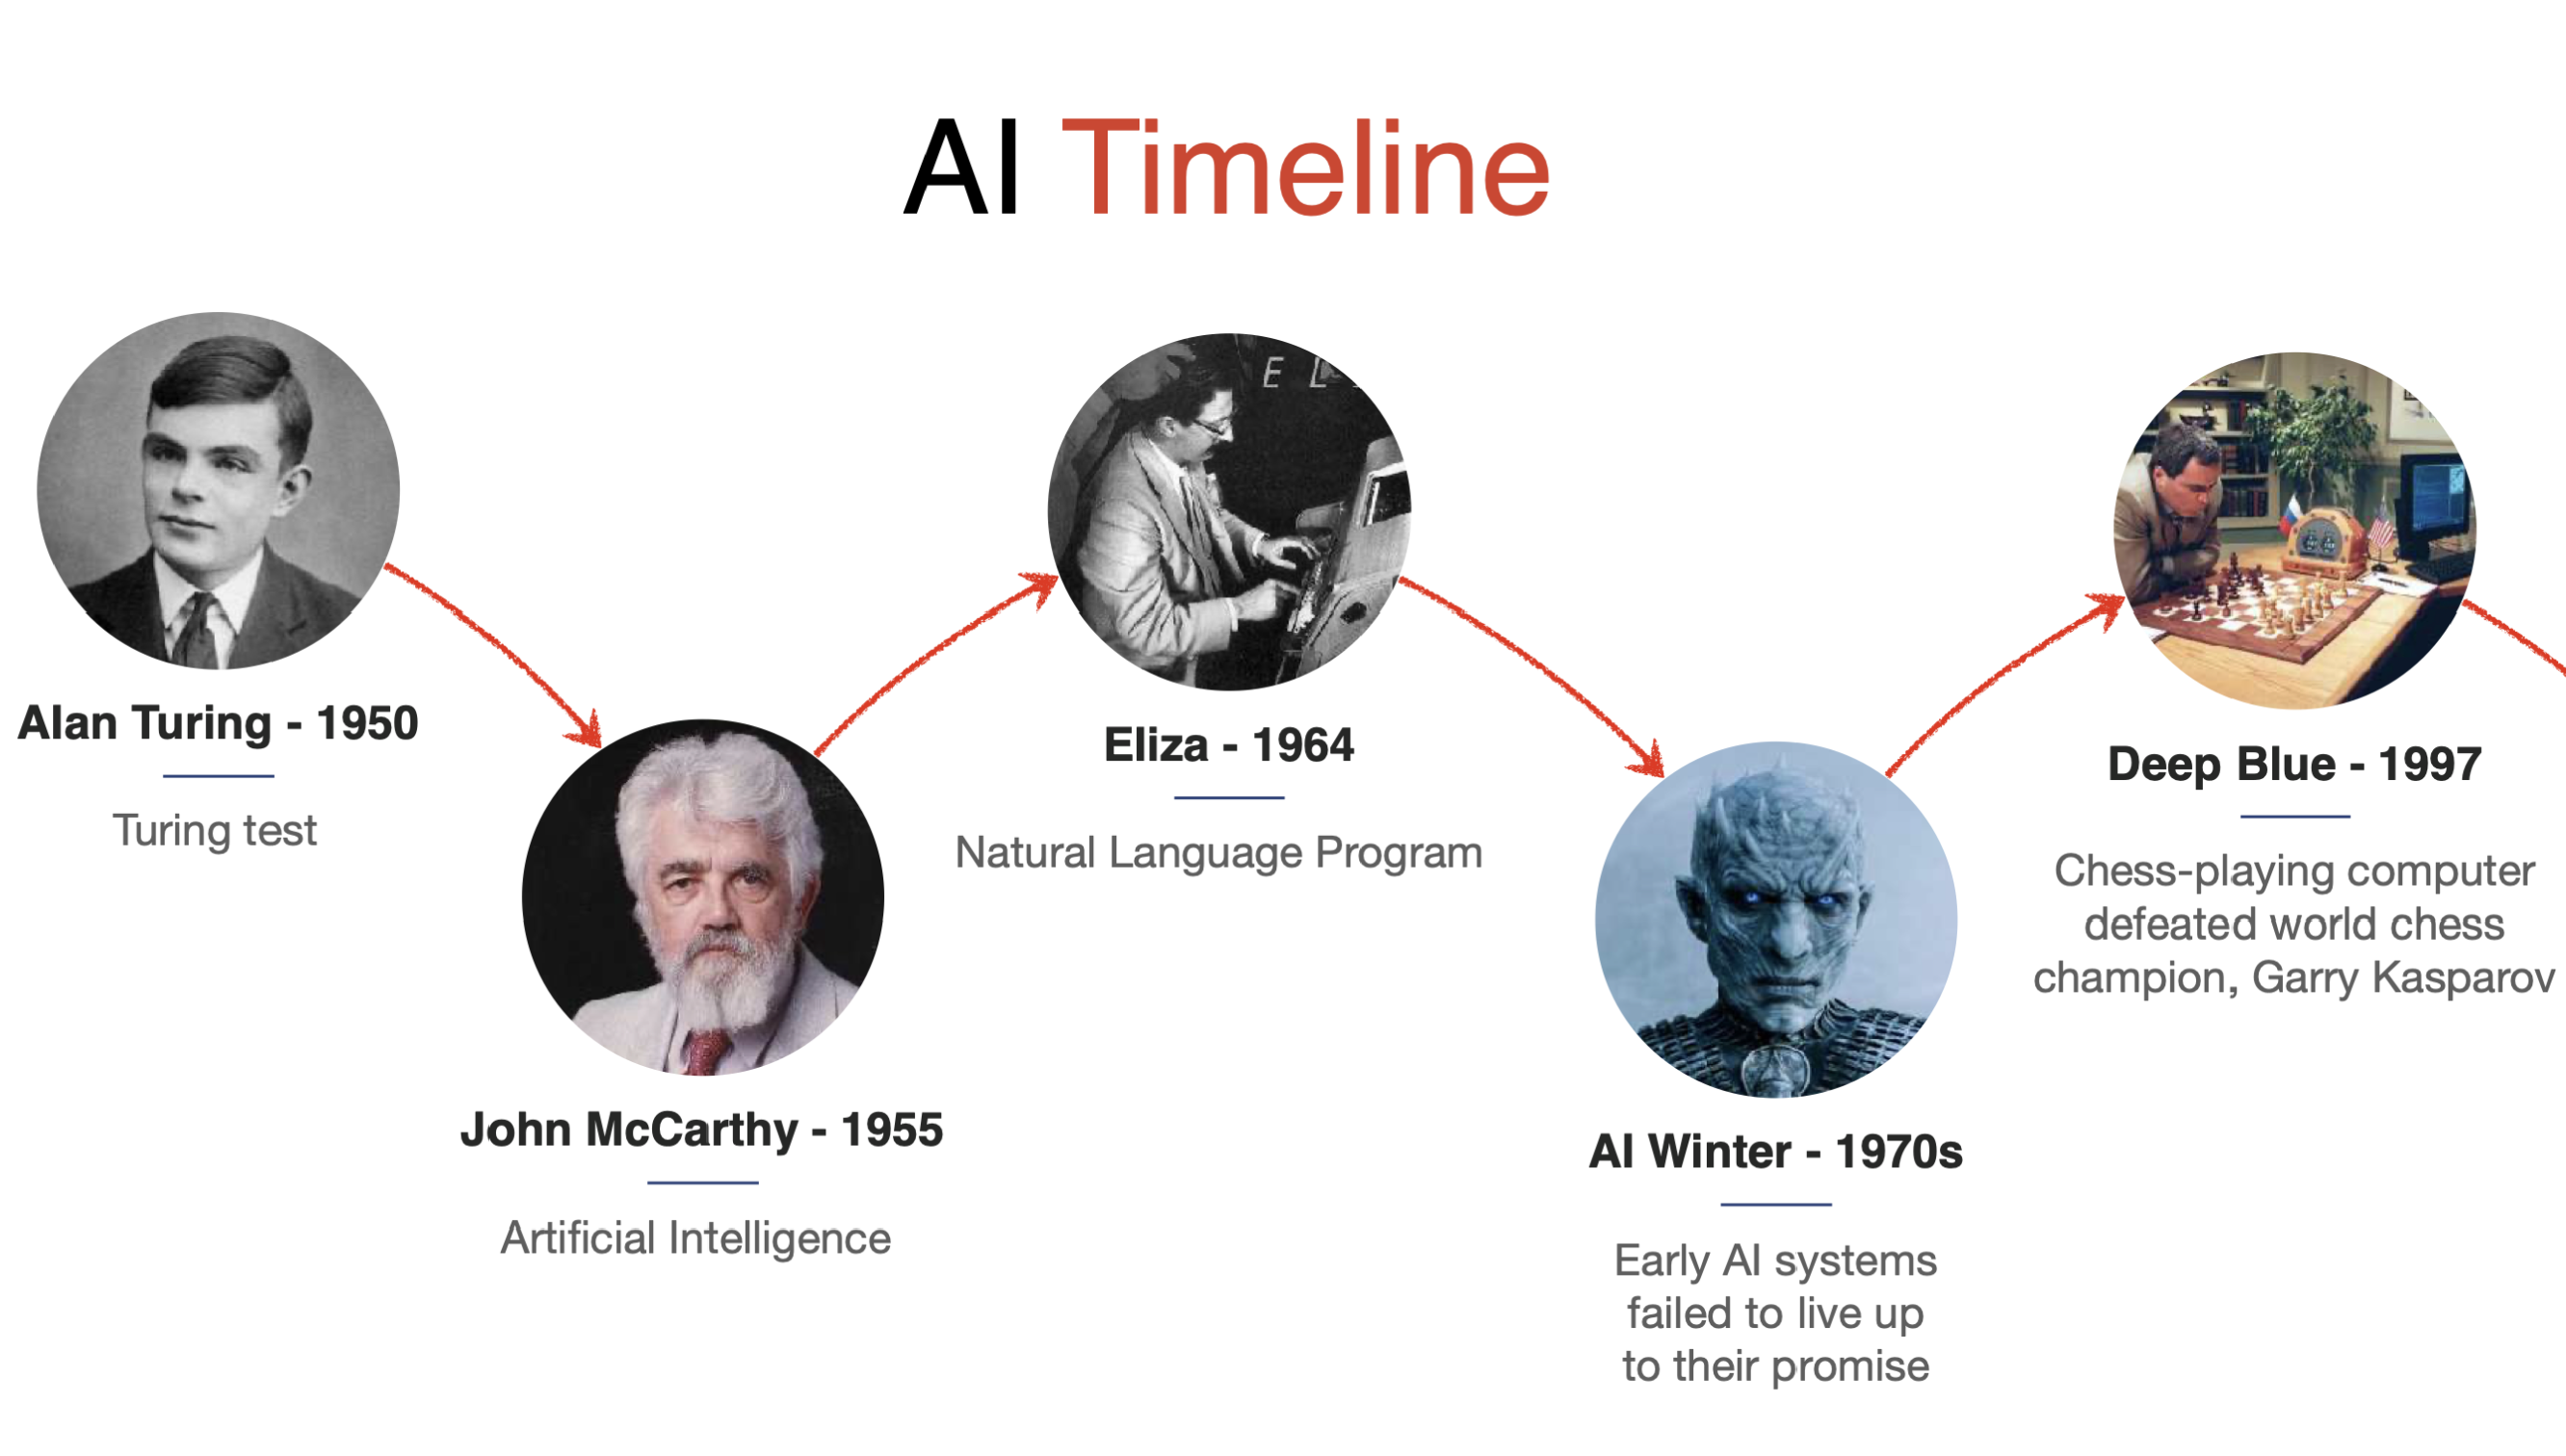 AI Timeline
Alan Turing - 1950
Turing test
John McCarthy - 1955
Artificial Intelligence
E L
Eliza - 1964
Natural Language Program
AI Winter - 1970s
Early AI systems
failed to live up
to their promise
Deep Blue - 1997
Chess-playing computer
defeated world chess
champion, Garry Kasparov